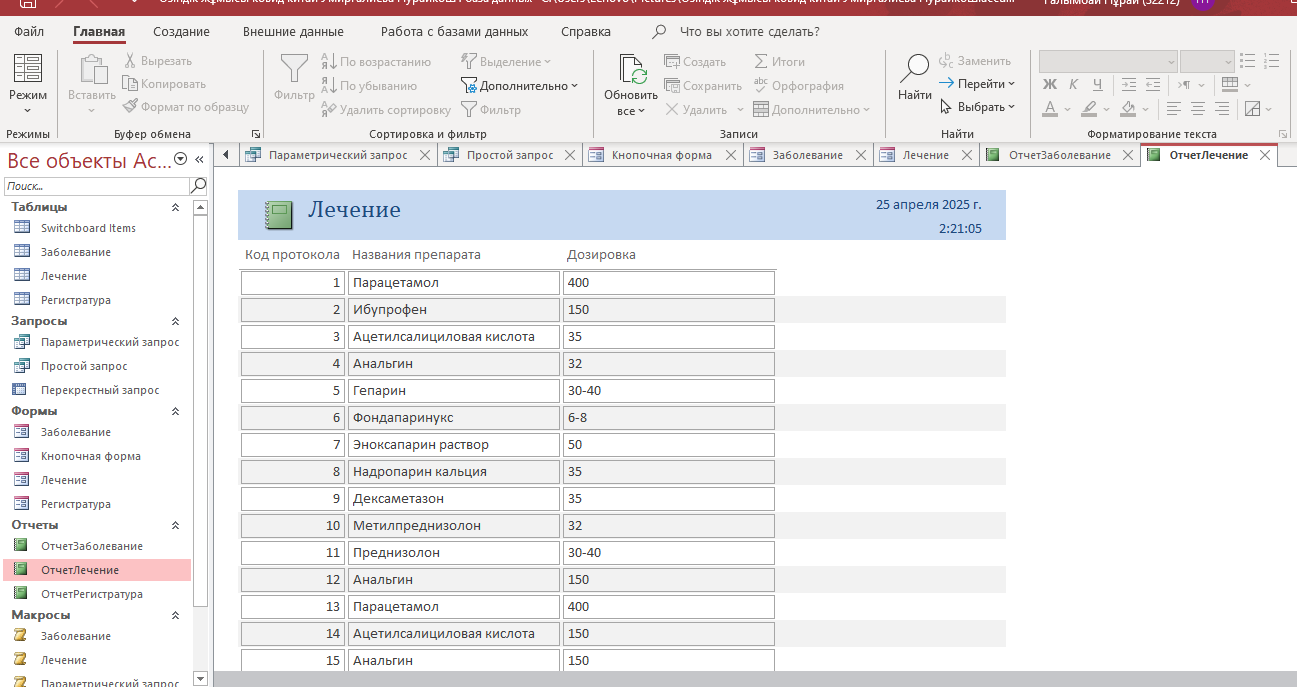 Файл Главная Создание Внешние данные Работа с базами данных Справка Что вы хотите сделать?
Режим
Режимы
Вставить
Вырезать
Копировать
Формат по образцу
Буфер обмена
Фильтр
По возрастанию
По убыванию
Удалить сортировку
Выделение
Дополнительно
Фильтр
Сортировка и фильтр
Обновить
все
Создать
Сохранить
Удалить
Итоги
Орфография
Дополнительно
Записи
Найти
Заменить
Перейти
Выбрать
Найти
Ж К Ч
Форматирование текста
Все объекты Ac...
Поиск...
Таблицы
Switchboard Items
Заболевание
Лечение
Регистратура
Запросы
Параметрический запрос
Простой запрос
Перекрестный запрос
Формы
Заболевание
Кнопочная форма
Лечение
Регистратура
Отчеты
ОтчетЗаболевание
ОтчетЛечение
ОтчетРегистратура
Макросы
Заболевание
Лечение
Параметрический запрос
Параметрический запрос Простой запрос Кнопочная форма Заболевание Лечение ОтчетЗаболевание ОтчетЛечение
Лечение
25 апреля 2025 г.
2:21:05
Код протокола Названия препарата Дозировка
1 Парацетамол 400
2 Ибупрофен 150
3 Ацетилсалициловая кислота 35
4 Анальгин 32
5 Гепарин 30-40
6 Фондапаринукс 6-8
7 Эноксапарин раствор 50
8 Надропарин кальция 35
9 Дексаметазон 35
10 Метилпреднизолон 32
11 Преднизолон 30-40
12 Анальгин 150
13 Парацетамол 400
14 Ацетилсалициловая кислота 150
15 Анальгин 150